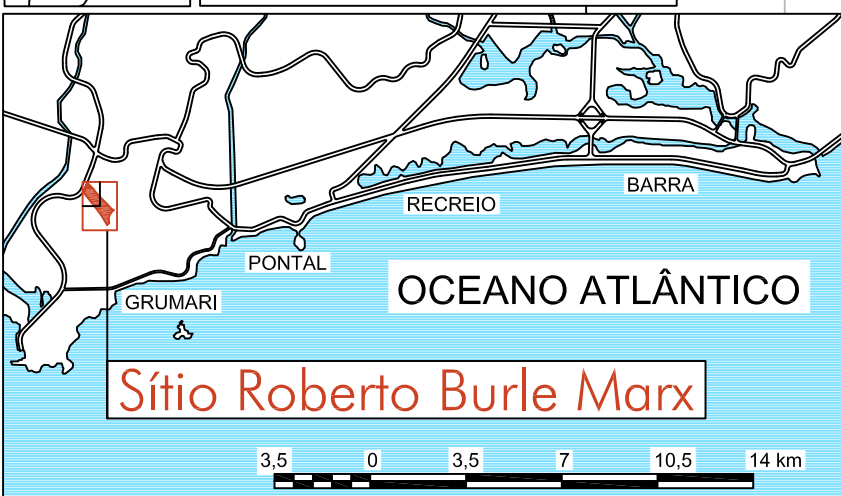 BARRA
RECREIO
PONTAL
OCEANO ATLÂNTICO
GRUMARI
Sítio Roberto Burle Marx
3,5 0 3,5 7 10,5 14 km